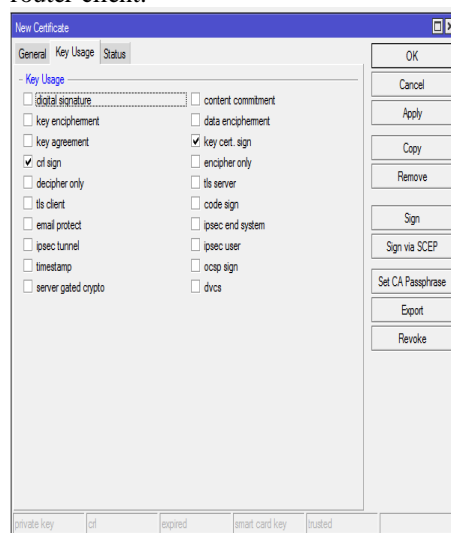 router client.
New Certificate
General Key Usage Status
OK
Key Usage
Cancel
digital signature content commitment
Apply
key encipherment data encipherment
key agreement key cert. sign
Copy
crl sign encipher only
Remove
decipher only tls server
tls client code sign
email protect ipsec end system
Sign
ipsec tunnel ipsec user
Sign via SCEP
timestamp ocsp sign
Set CA Passphrase
server gated crypto dvcs
Export
Revoke
private key crl expired smart card key trusted